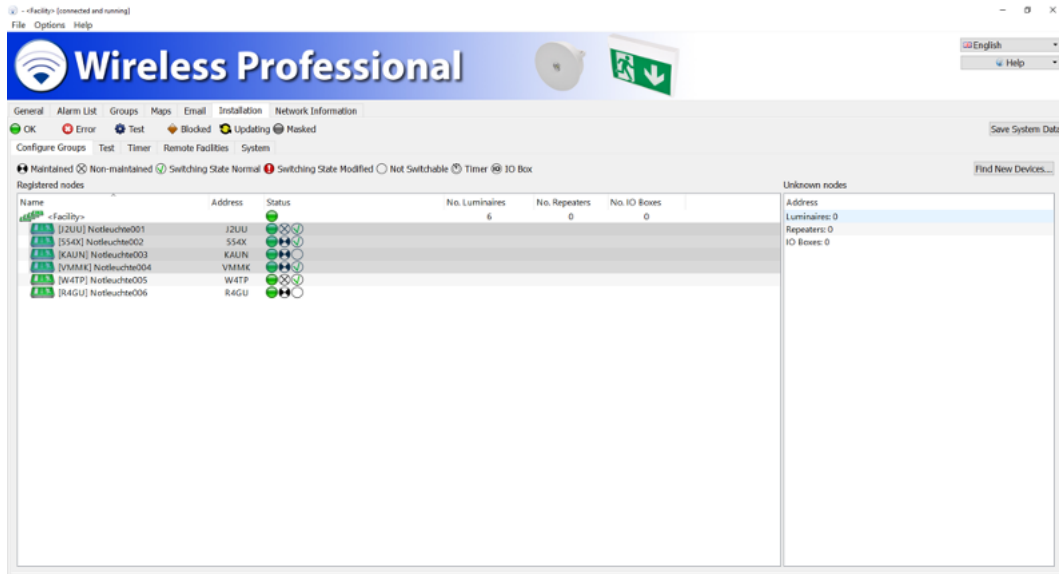 - <Facility> [connected and running]
File Options Help
Wireless Professional
English
Help
General Alarm List Groups Maps Email Installation Network Information
OK Error Test Blocked Updating Masked
Save System Data
Configure Groups Test Timer Remote Facilities System
Maintained Non-maintained Switching State Normal Switching State Modified Not Switchable Timer IO Box
Find New Devices...
Registered nodes
Name Address Status No. Luminaires No. Repeaters No. IO Boxes
<Facility> 6 0 0
[J2UU] Notleuchte001 J2UU
[554X] Notleuchte002 554X
[KAUN] Notleuchte003 KAUN
[VMMK] Notleuchte004 VMMK
[W4TP] Notleuchte005 W4TP
[R4GU] Notleuchte006 R4GU
Unknown nodes
Address
Luminaires: 0
Repeaters: 0
IO Boxes: 0